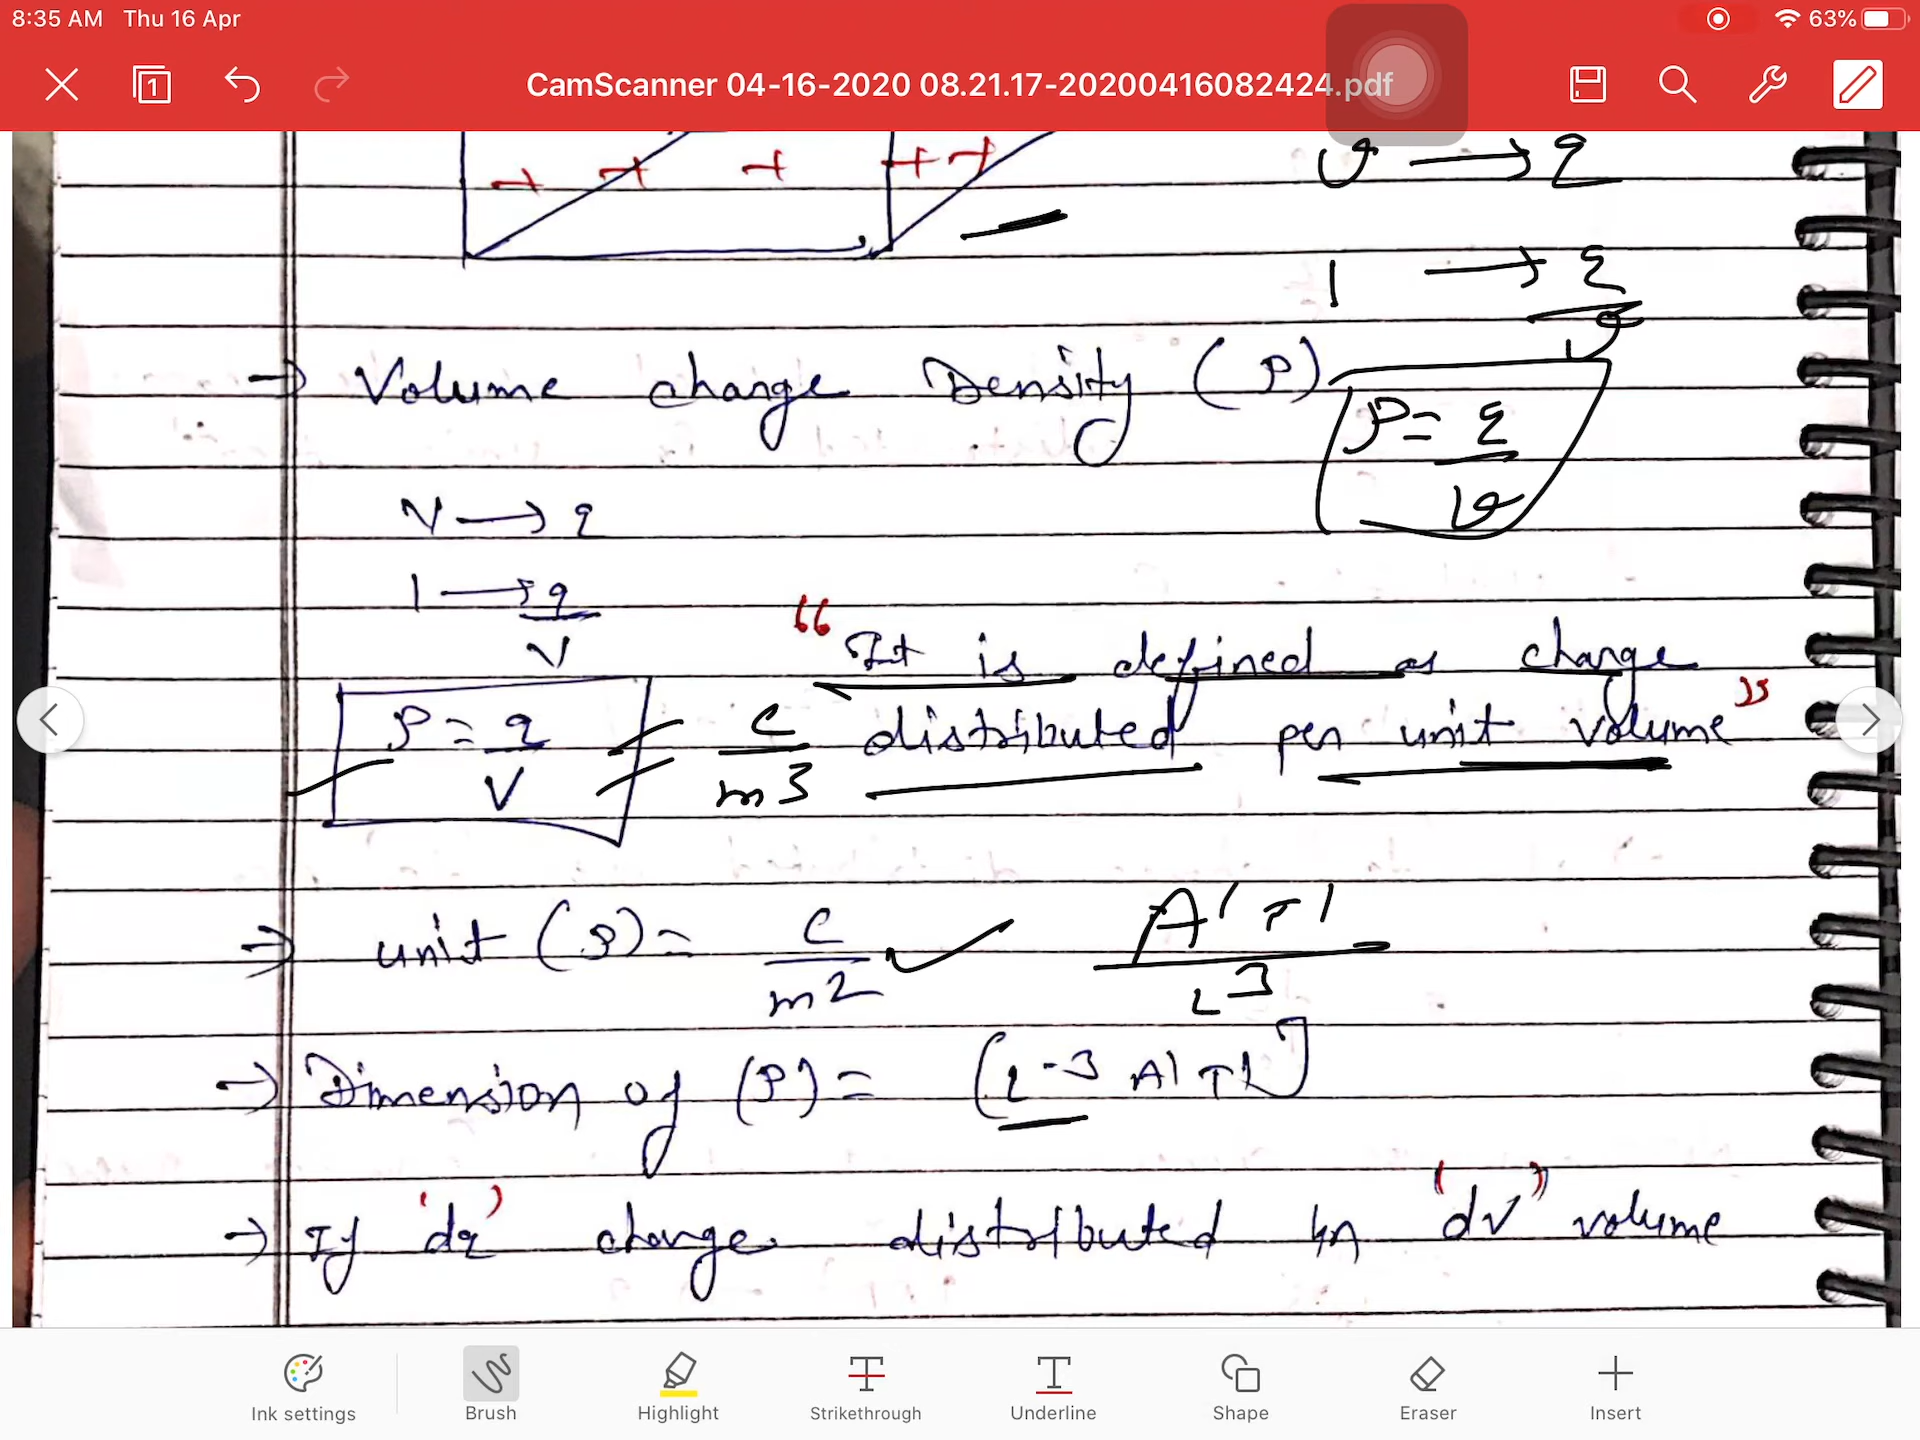 8:35 AM Thu 16 Apr 63%
1 CamScanner 04-16-2020 08.21.17-20200416082424.pdf
+ + + + +
v → q
1 → q
v
→ Volume charge Density (ρ)
ρ = q
v
V → q
1 → q
V
“ It is defined as charge
ρ = q = C distributed per unit volume ”
V m3
⇒ unit (ρ) = C A1 T1
m2 L3
→ Dimension of (ρ) = [L-3 A1 T1]
→ If 'dq' charge distributed in "dv" volume
Ink settings Brush Highlight Strikethrough Underline Shape Eraser Insert